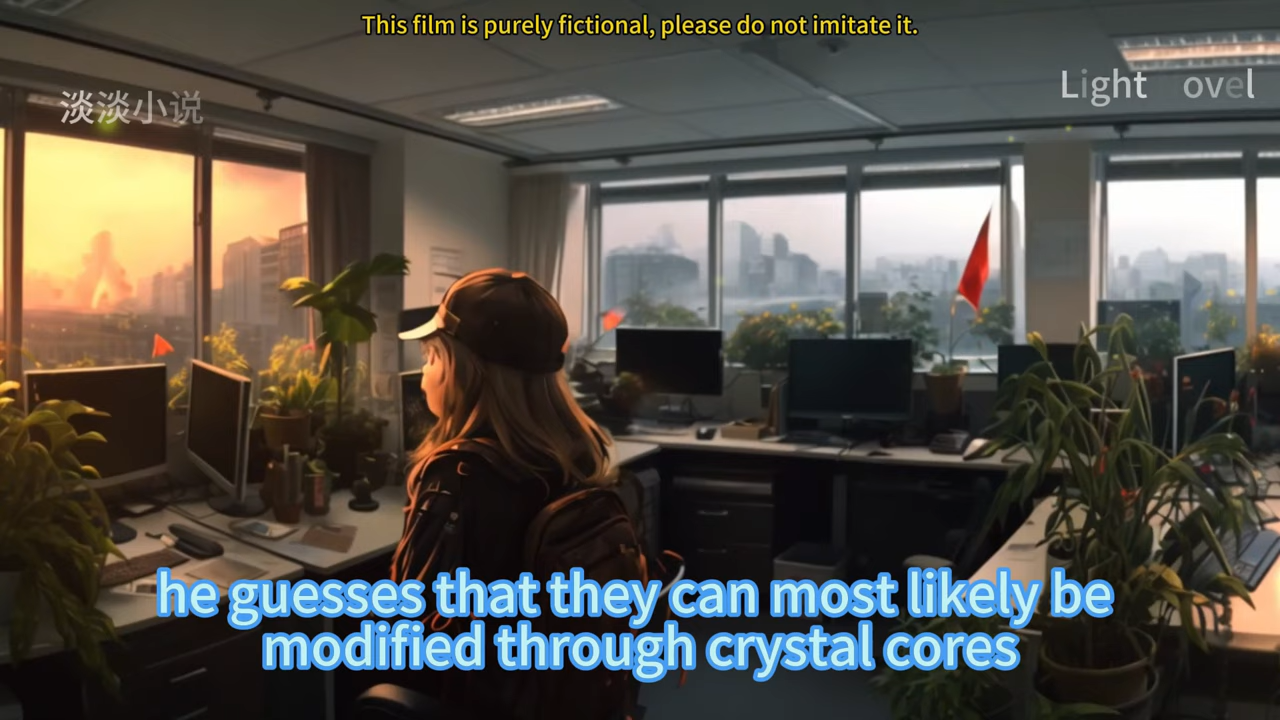 This film is purely fictional, please do not imitate it.
淡淡小说
Light ovel
he guesses that they can most likely be
modified through crystal cores